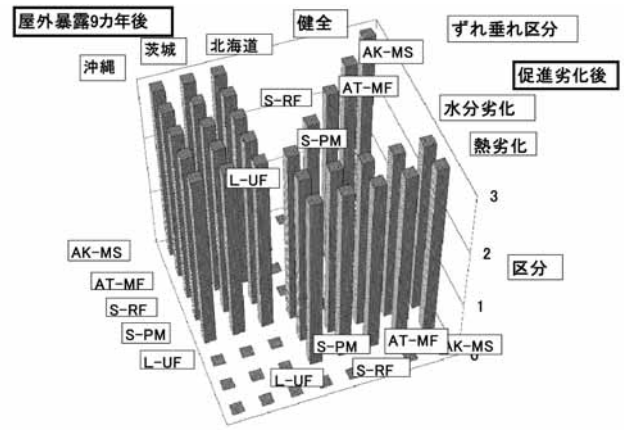 屋外暴露9カ年後
沖縄
茨城
北海道
健全
ずれ垂れ区分
促進劣化後
水分劣化
熱劣化
AK-MS
AT-MF
S-RF
S-PM
L-UF
3
2
1
0
区分
AK-MS
AT-MF
S-RF
S-PM
L-UF
L-UF
S-PM
S-RF
AT-MF
AK-MS